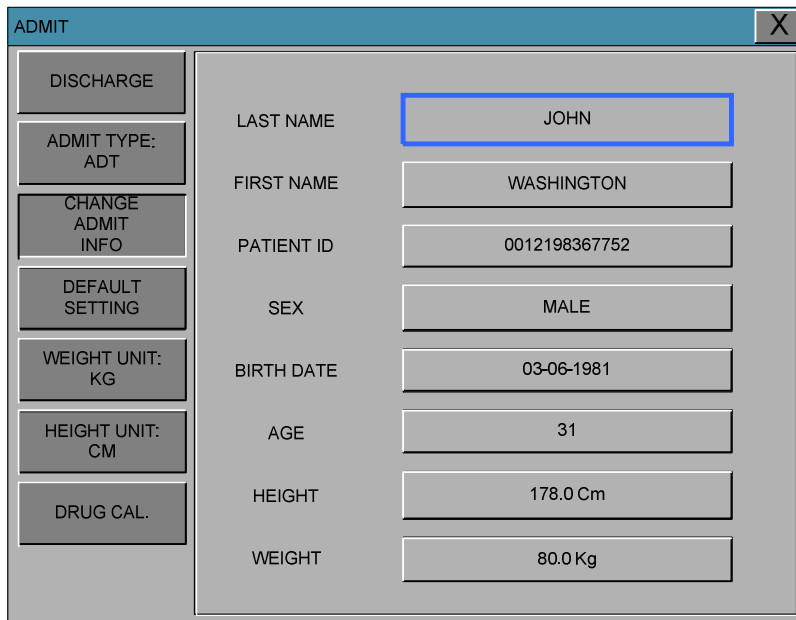 ADMIT
X
DISCHARGE
ADMIT TYPE:
ADT
CHANGE
ADMIT
INFO
DEFAULT
SETTING
WEIGHT UNIT:
KG
HEIGHT UNIT:
CM
DRUG CAL.
LAST NAME
JOHN
FIRST NAME
WASHINGTON
PATIENT ID
0012198367752
SEX
MALE
BIRTH DATE
03-06-1981
AGE
31
HEIGHT
178.0 Cm
WEIGHT
80.0 Kg